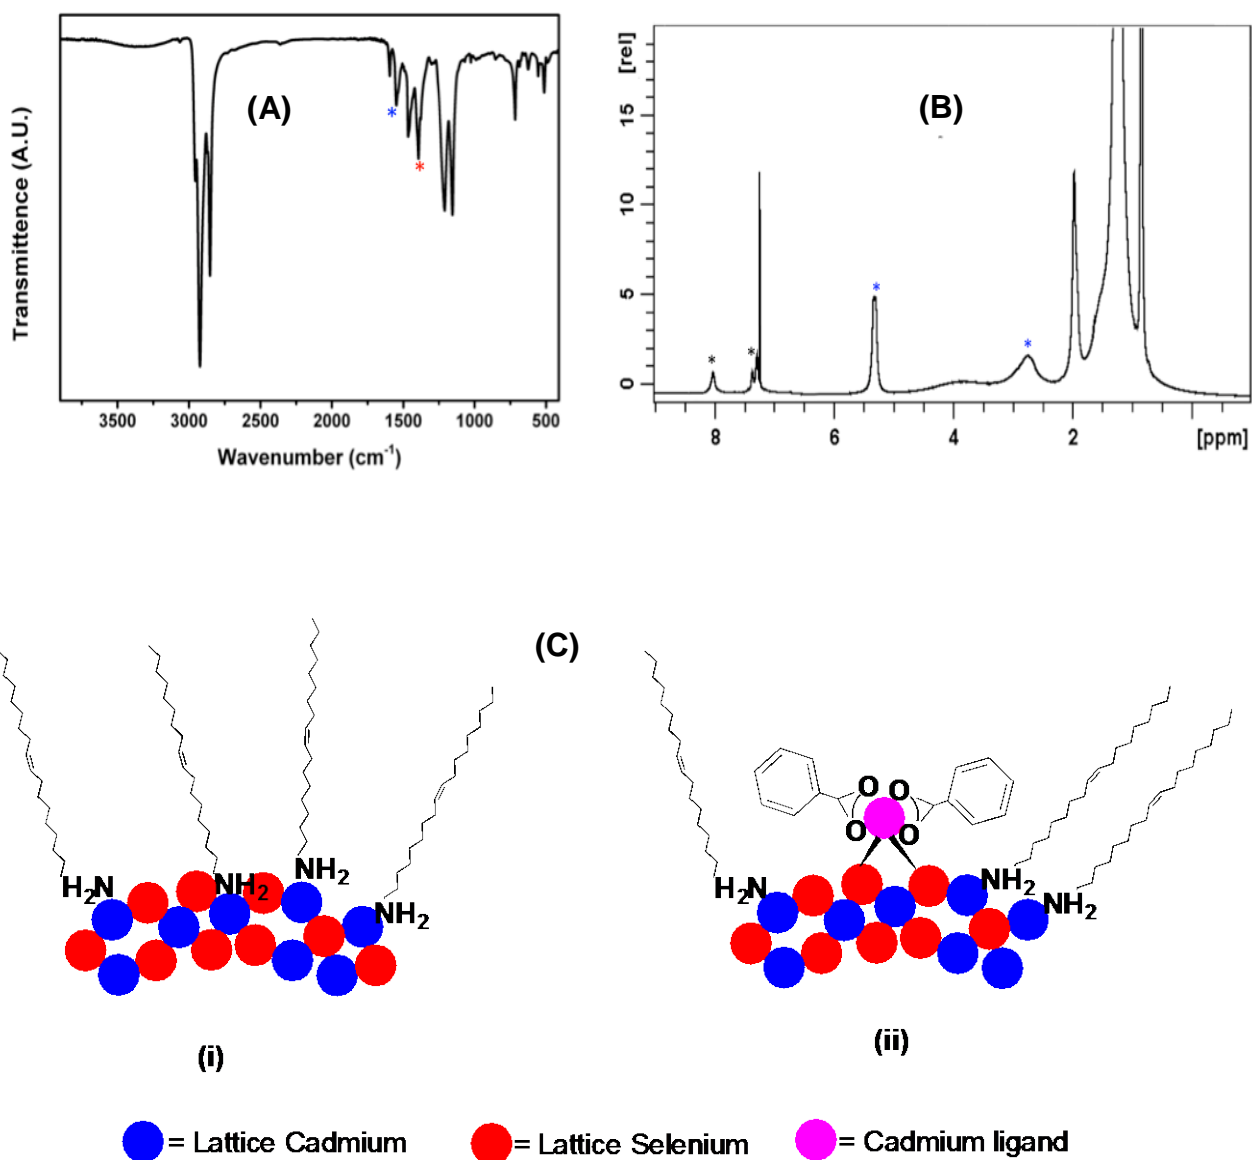 (A)
Transmittence (A.U.)
*
*
3500 3000 2500 2000 1500 1000 500
Wavenumber (cm⁻¹)
(B)
[rel]
15
10
5
0
* * * *
8 6 4 2 [ppm]
(C)
H₂N NH₂ NH₂ NH₂
(i)
O O
O O
H₂N NH₂ NH₂
(ii)
= Lattice Cadmium = Lattice Selenium = Cadmium ligand